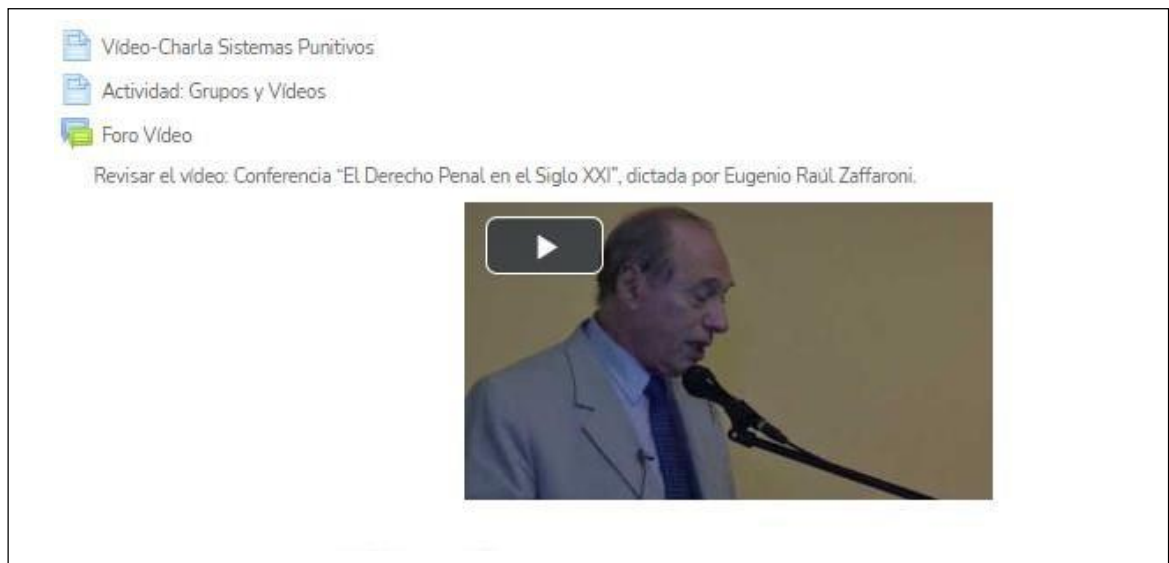 Vídeo-Charla Sistemas Punitivos
Actividad: Grupos y Vídeos
Foro Vídeo
Revisar el vídeo: Conferencia "El Derecho Penal en el Siglo XXI", dictada por Eugenio Raúl Zaffaroni.